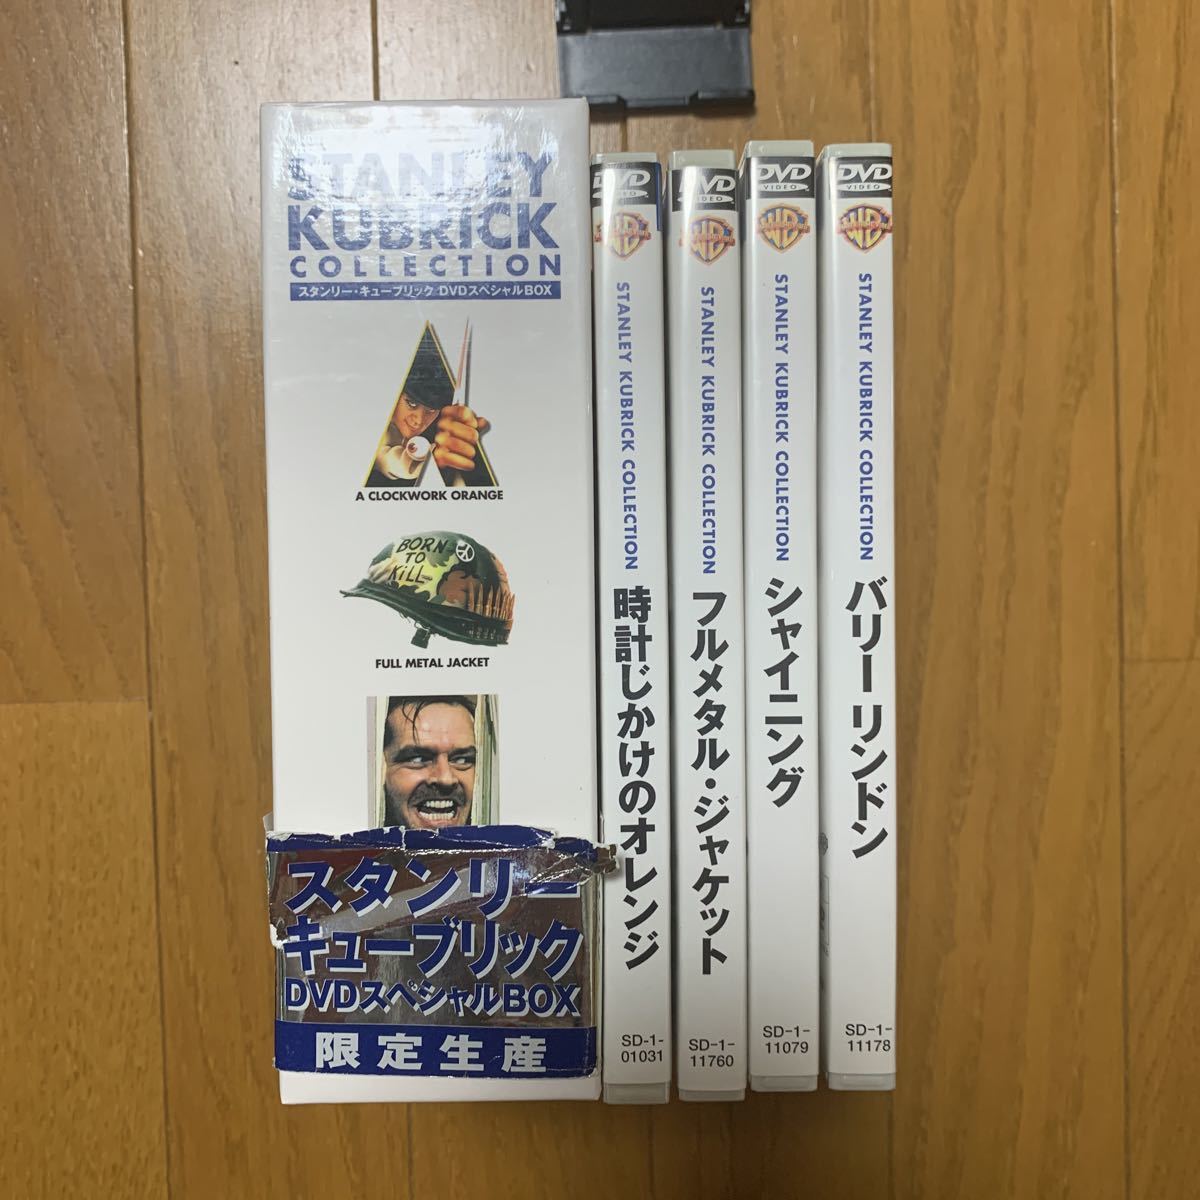 STANLEY
KUBRICK
COLLECTION
スタンリー・キューブリック DVDスペシャルBOX
A CLOCKWORK ORANGE
BORN
TO
KiLL
FULL METAL JACKET
スタンリー
キューブリック
DVDスペシャルBOX
限定生産
DVD
VIDEO
WB
STANLEY KUBRICK COLLECTION
時計じかけのオレンジ
SD-1-
01031
DVD
VIDEO
WB
STANLEY KUBRICK COLLECTION
フルメタル・ジャケット
SD-1-
11760
DVD
VIDEO
WB
STANLEY KUBRICK COLLECTION
シャイニング
SD-1-
11079
DVD
VIDEO
WB
STANLEY KUBRICK COLLECTION
バリー リンドン
SD-1-
11178